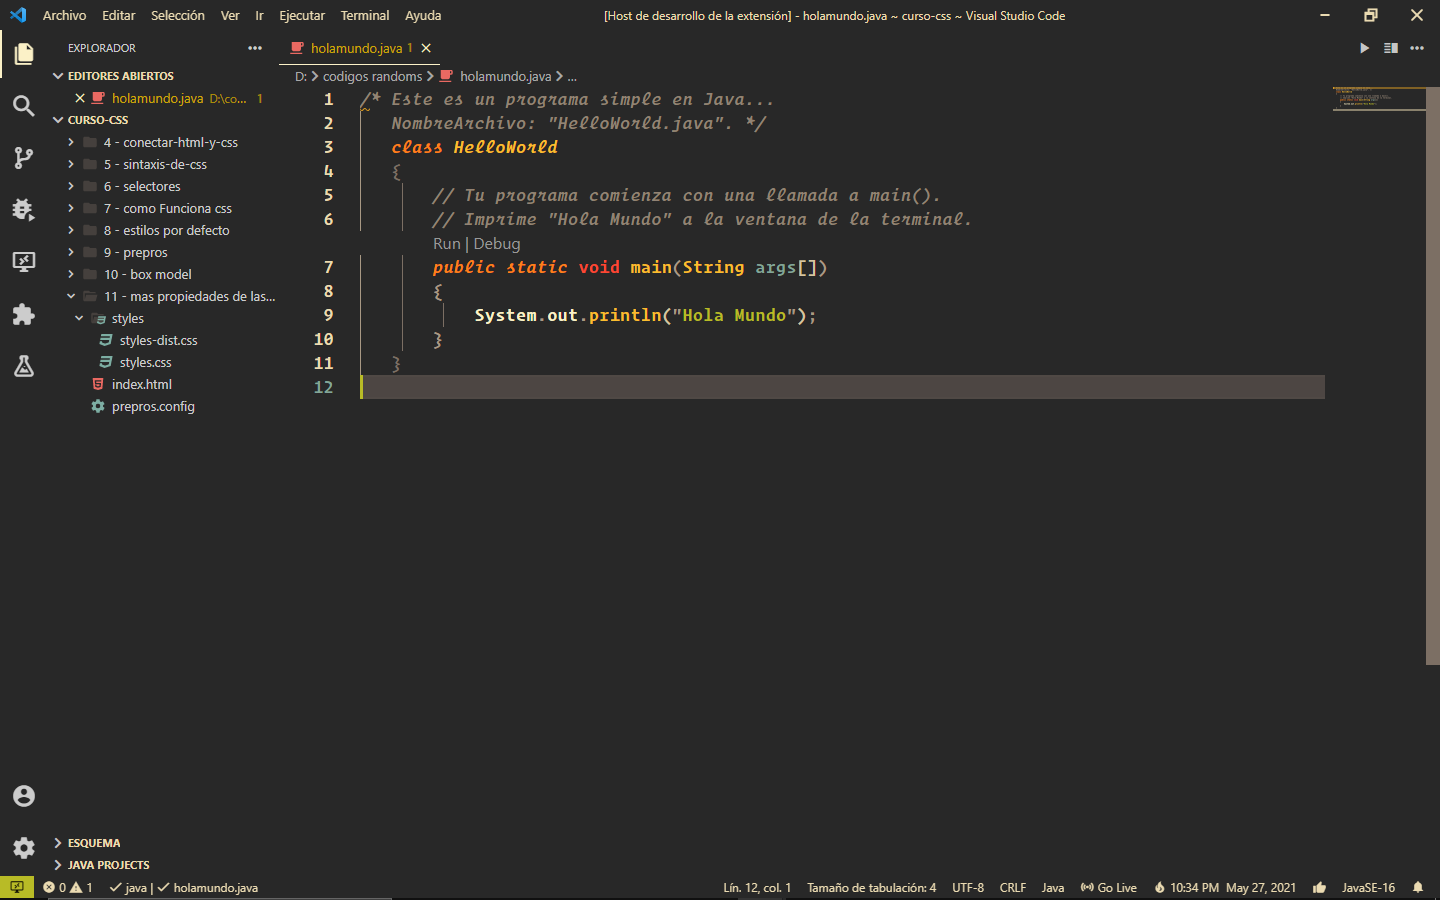 Archivo Editar Selección Ver Ir Ejecutar Terminal Ayuda
[Host de desarrollo de la extensión] - holamundo.java ~ curso-css ~ Visual Studio Code
EXPLORADOR
EDITORES ABIERTOS
holamundo.java D:\co... 1
CURSO-CSS
4 - conectar-html-y-css
5 - sintaxis-de-css
6 - selectores
7 - como Funciona css
8 - estilos por defecto
9 - prepros
10 - box model
11 - mas propiedades de las...
styles
styles-dist.css
styles.css
index.html
prepros.config
ESQUEMA
JAVA PROJECTS
holamundo.java 1
D: > codigos randoms > holamundo.java > ...
1 /* Este es un programa simple en Java...
2 NombreArchivo: "HelloWorld.java". */
3 class HelloWorld
4 {
5 // Tu programa comienza con una llamada a main().
6 // Imprime "Hola Mundo" a la ventana de la terminal.
Run | Debug
7 public static void main(String args[])
8 {
9 System.out.println("Hola Mundo");
10 }
11 }
12
0 1 java | holamundo.java
Lín. 12, col. 1 Tamaño de tabulación: 4 UTF-8 CRLF Java Go Live 10:34 PM May 27, 2021 JavaSE-16